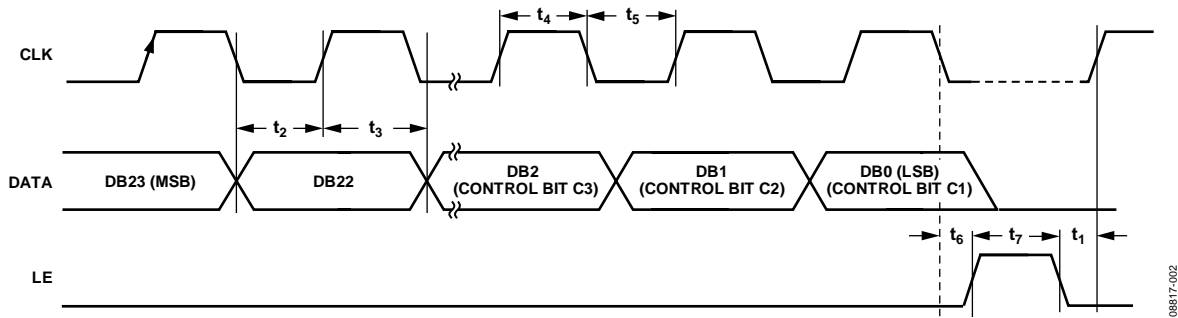 t4
t5
CLK
t2
t3
DATA
DB23 (MSB)
DB22
DB2
(CONTROL BIT C3)
DB1
(CONTROL BIT C2)
DB0 (LSB)
(CONTROL BIT C1)
t6
t7
t1
LE
08817-002